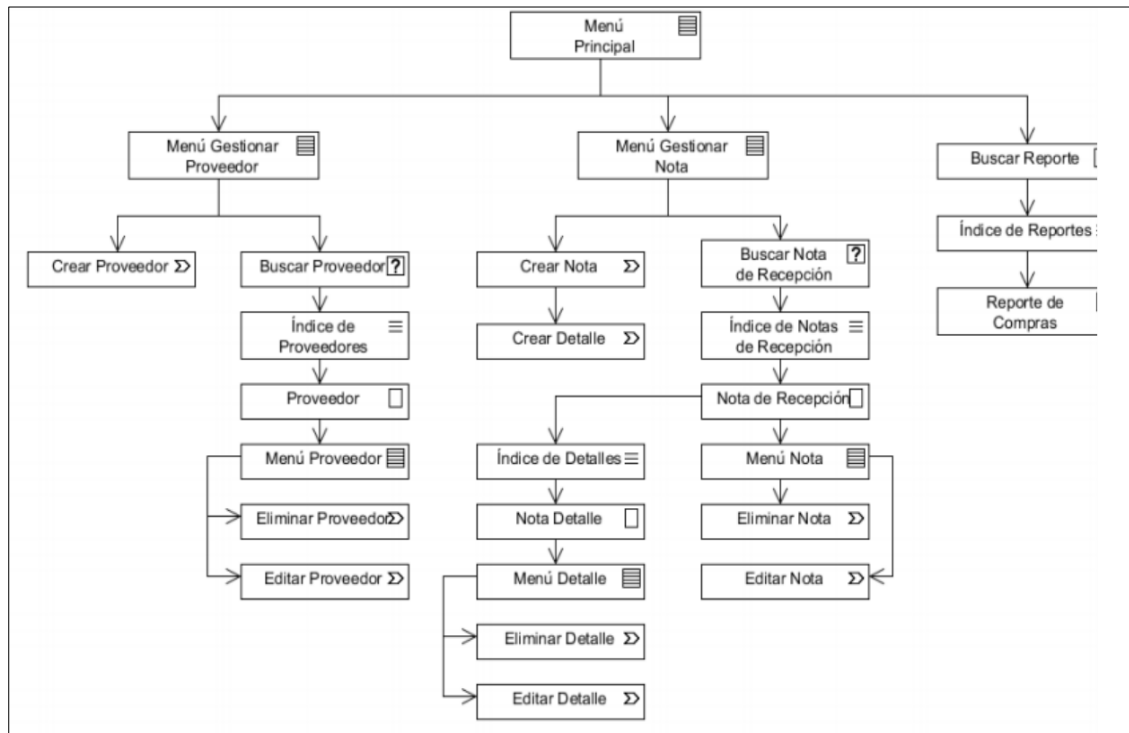 Menú
Principal
Menú Gestionar
Proveedor
Menú Gestionar
Nota
Buscar Reporte
Crear Proveedor
Buscar Proveedor
?
Crear Nota
Buscar Nota
de Recepción
?
Índice de Reportes
Índice de
Proveedores
Crear Detalle
Índice de Notas
de Recepción
Reporte de
Compras
Proveedor
Nota de Recepción
Menú Proveedor
Índice de Detalles
Menú Nota
Eliminar Proveedor
Nota Detalle
Eliminar Nota
Editar Proveedor
Menú Detalle
Editar Nota
Eliminar Detalle
Editar Detalle